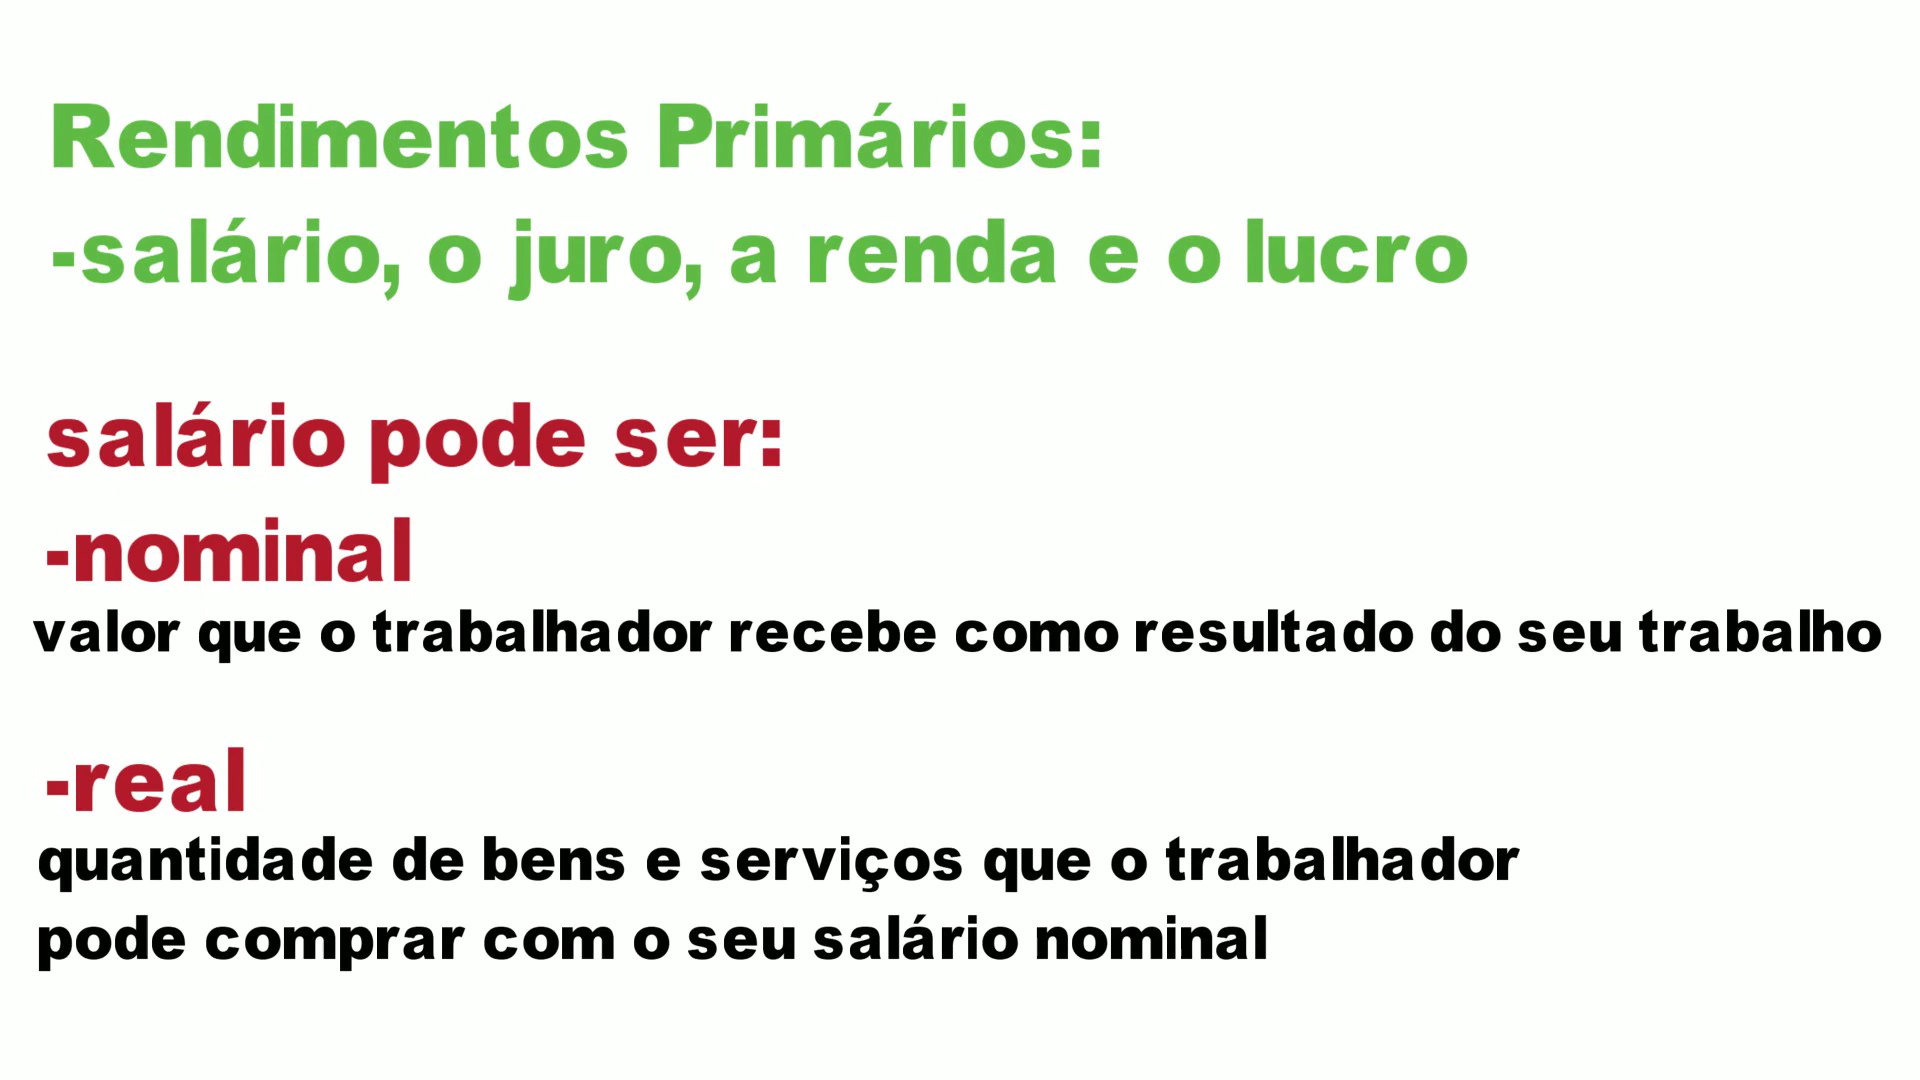 Rendimentos Primários:
-salário, o juro, a renda e o lucro
salário pode ser:
-nominal
valor que o trabalhador recebe como resultado do seu trabalho
-real
quantidade de bens e serviços que o trabalhador
pode comprar com o seu salário nominal